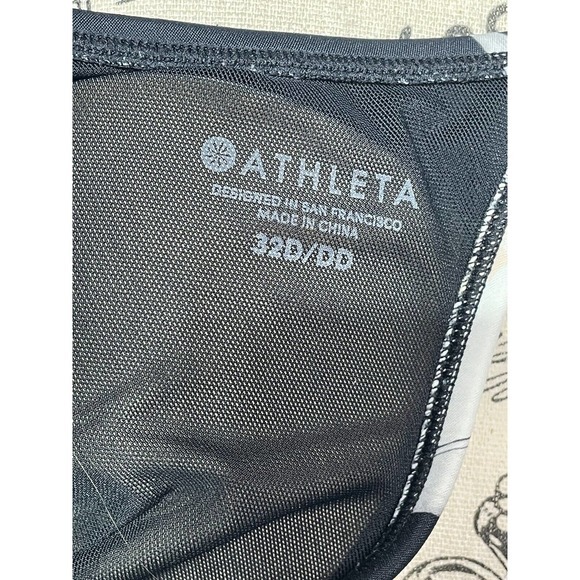 ATHLETA
DESIGNED IN SAN FRANCISCO
MADE IN CHINA
32D/DD